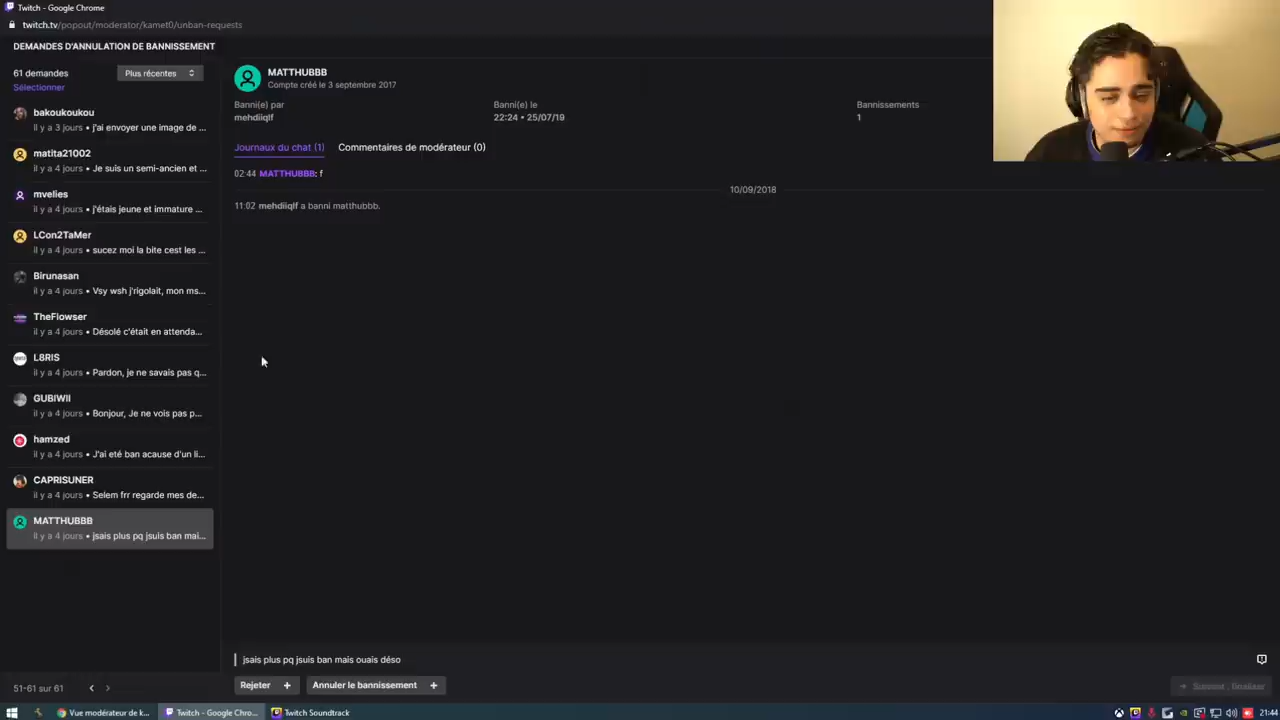 Twitch - Google Chrome
twitch.tv/popout/moderator/kamet0/unban-requests
DEMANDES D'ANNULATION DE BANNISSEMENT
61 demandes
Plus récentes
Sélectionner
bakoukoukou
il y a 3 jours • j'ai envoyer une image de ...
matita21002
il y a 4 jours • Je suis un semi-ancien et ...
mvelies
il y a 4 jours • j'étais jeune et immature ...
LCon2TaMer
il y a 4 jours • sucez moi la bite cest les ...
Birunasan
il y a 4 jours • Vsy wsh j'rigolait, mon ms...
TheFlowser
il y a 4 jours • Désolé c'était en attenda...
L8RIS
il y a 4 jours • Pardon, je ne savais pas q...
GUBIWII
il y a 4 jours • Bonjour, Je ne vois pas p...
hamzed
il y a 4 jours • J'ai eté ban acause d'un li...
CAPRISUNER
il y a 4 jours • Selem frr regarde mes de...
MATTHUBBB
il y a 4 jours • jsais plus pq jsuis ban mai...
51-61 sur 61
MATTHUBBB
Compte créé le 3 septembre 2017
Banni(e) par
mehdiiqlf
Banni(e) le
22:24 • 25/07/19
Bannissements
1
Journaux du chat (1)
Commentaires de modérateur (0)
02:44 MATTHUBBB: f
10/09/2018
11:02 mehdiiqlf a banni matthubbb.
jsais plus pq jsuis ban mais ouais déso
Rejeter +
Annuler le bannissement +
Vue modérateur de k...
Twitch - Google Chro...
Twitch Soundtrack
21:44